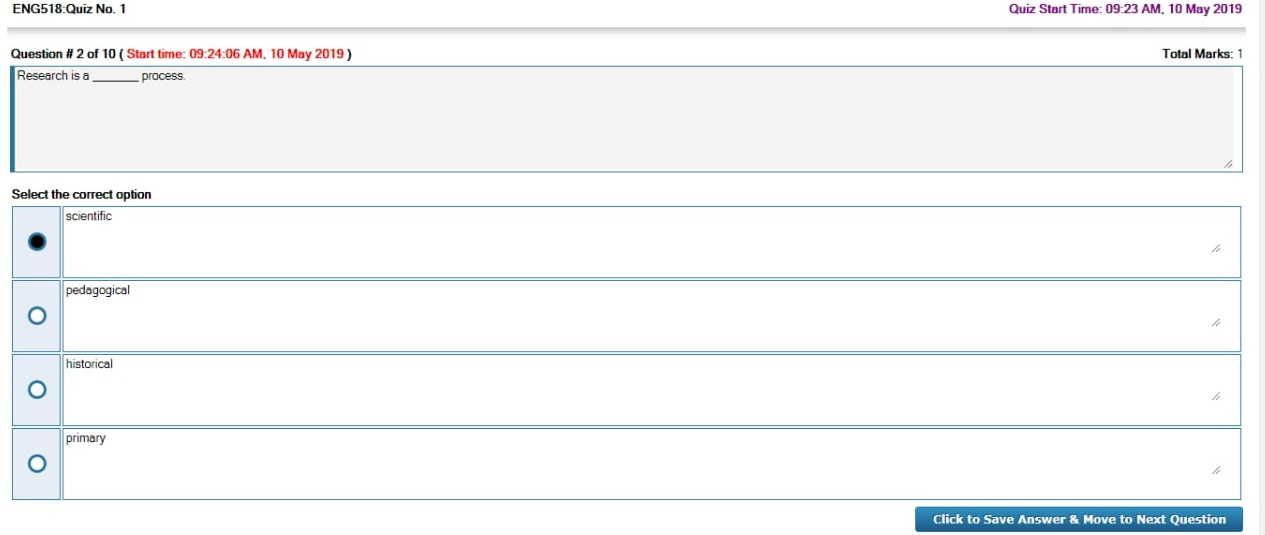 ENG518:Quiz No. 1 Quiz Start Time: 09:23 AM, 10 May 2019
Question # 2 of 10 ( Start time: 09:24:06 AM, 10 May 2019 ) Total Marks: 1
Research is a _______ process.
Select the correct option
scientific
pedagogical
historical
primary
Click to Save Answer & Move to Next Question